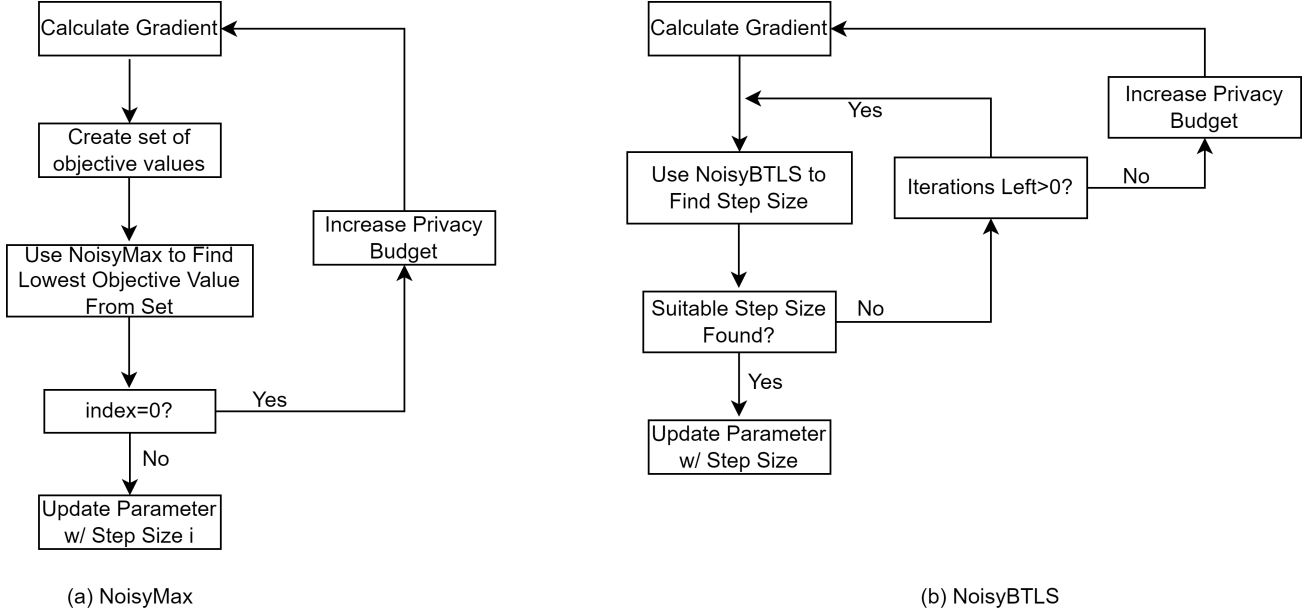 Calculate Gradient
Create set of
objective values
Use NoisyMax to Find
Lowest Objective Value
From Set
index=0?
Yes
Increase Privacy
Budget
No
Update Parameter
w/ Step Size i
(a) NoisyMax
Calculate Gradient
Yes
Use NoisyBTLS to
Find Step Size
Iterations Left>0?
No
Increase Privacy
Budget
Suitable Step Size
Found?
No
Yes
Update Parameter
w/ Step Size
(b) NoisyBTLS